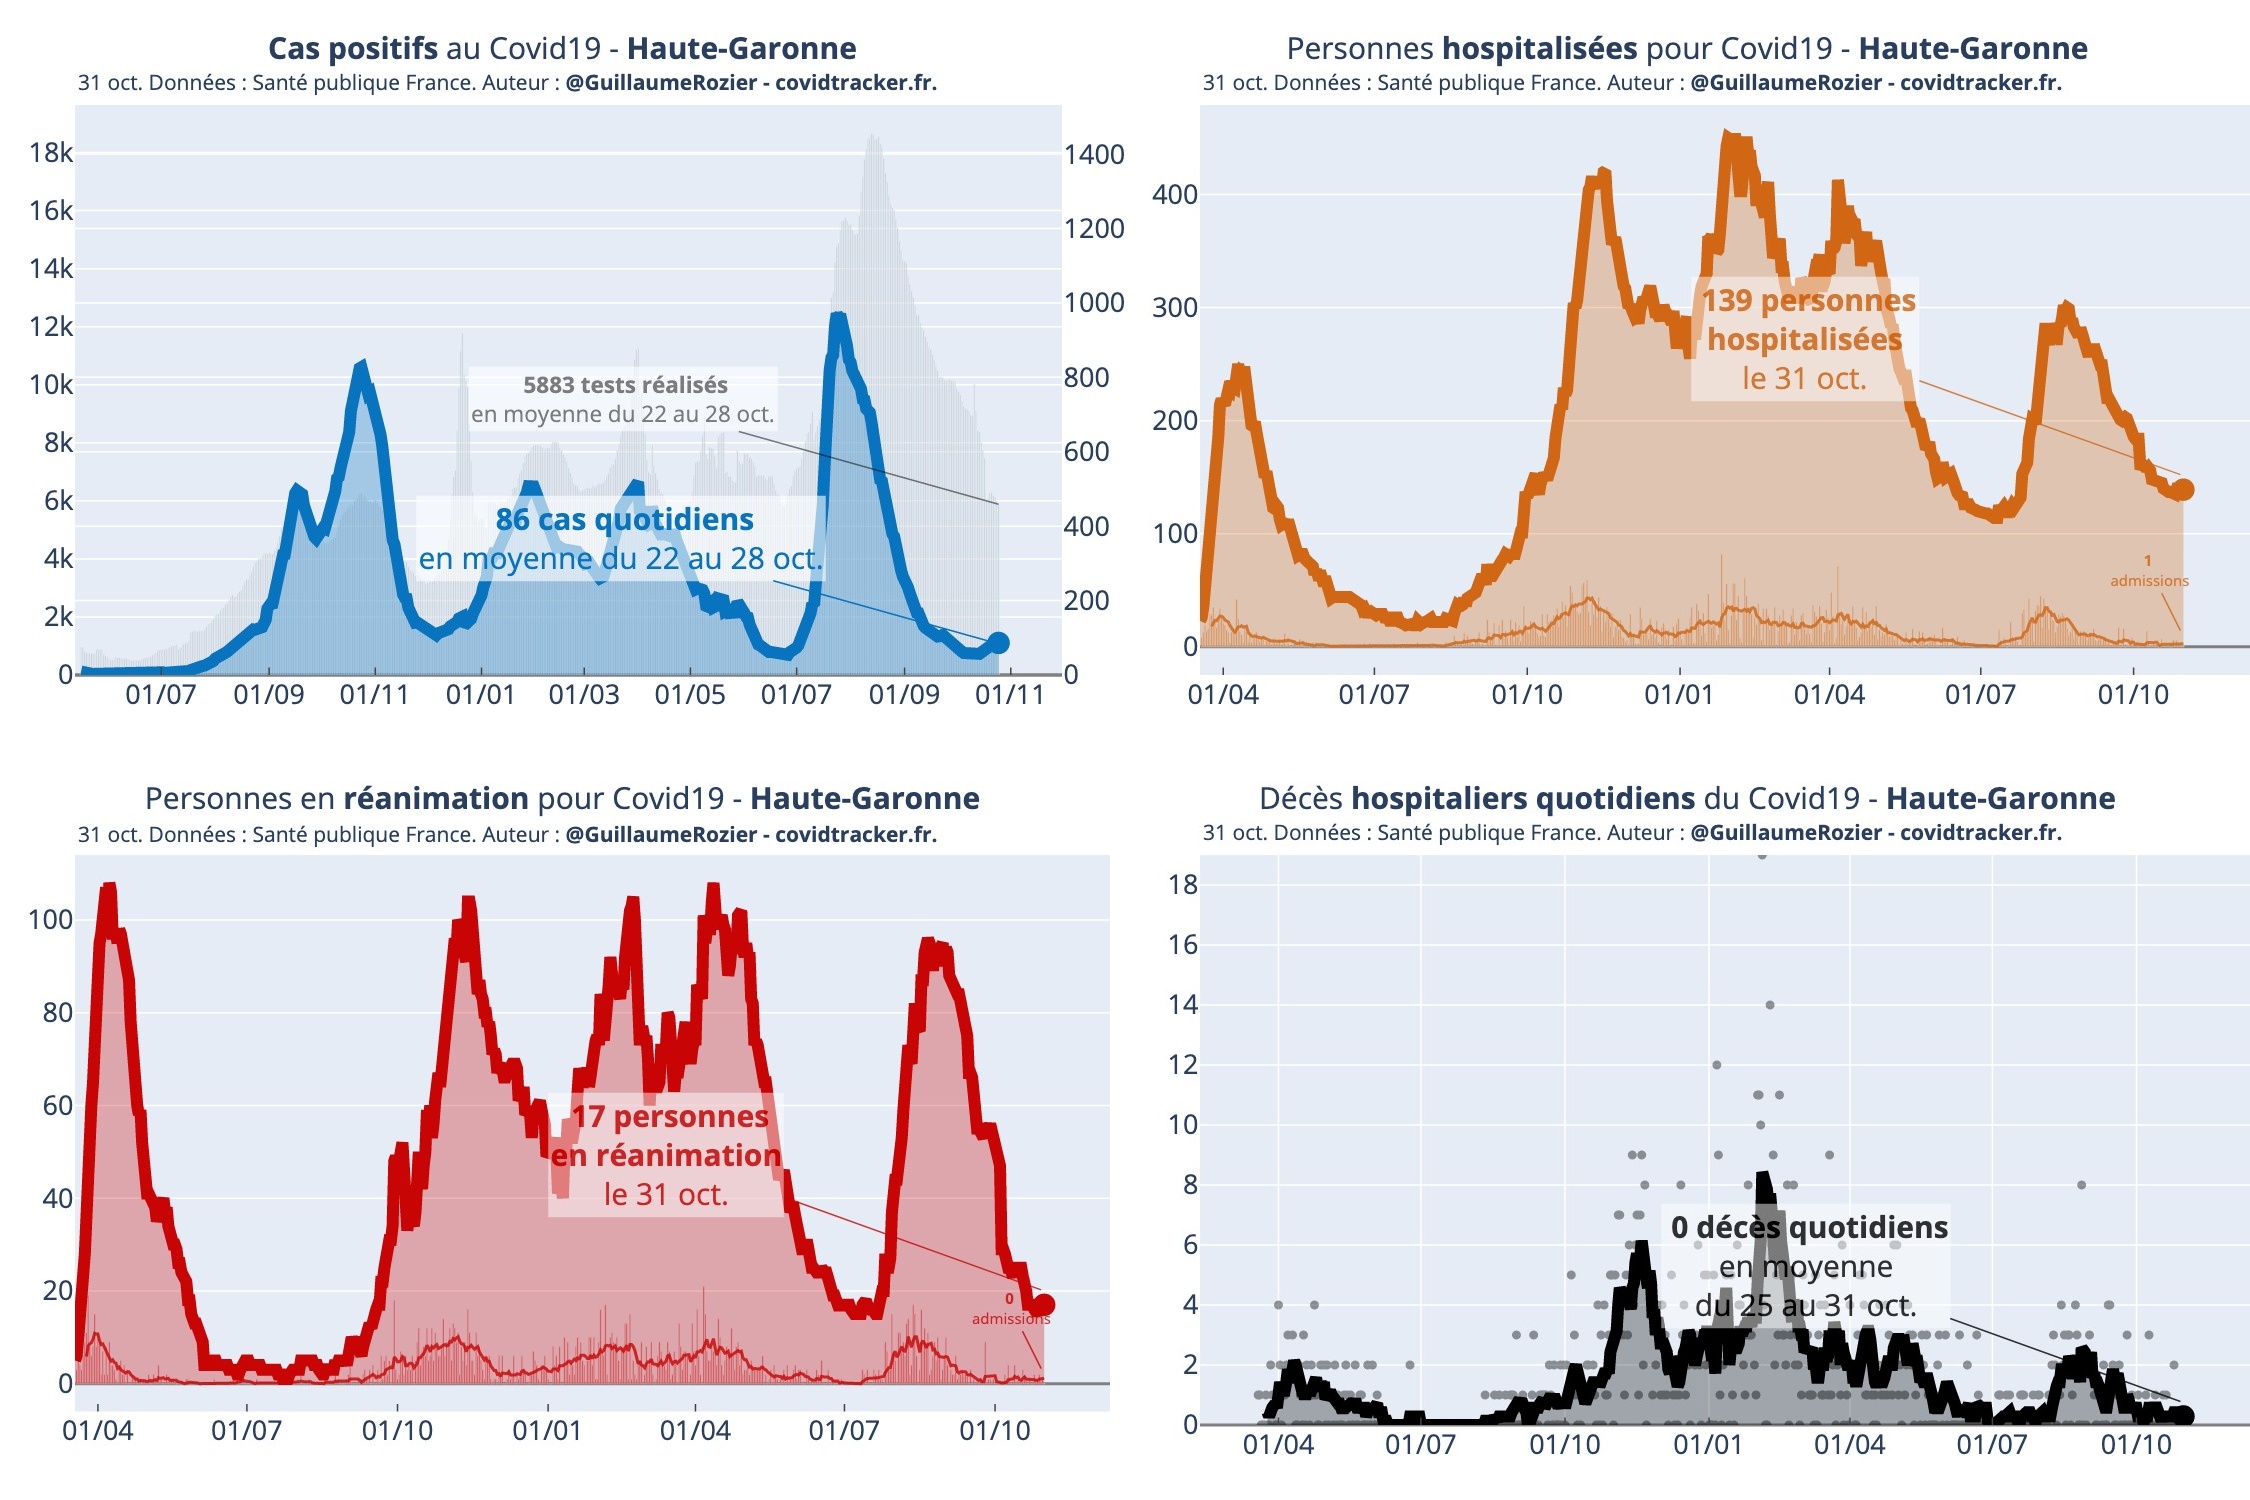 Cas positifs au Covid19 - Haute-Garonne
31 oct. Données : Santé publique France. Auteur : @GuillaumeRozier - covidtracker.fr.
18k
16k
14k
12k
10k
8k
6k
4k
2k
0
1400
1200
1000
800
600
400
200
0
5883 tests réalisés
en moyenne du 22 au 28 oct.
86 cas quotidiens
en moyenne du 22 au 28 oct.
01/07 01/09 01/11 01/01 01/03 01/05 01/07 01/09 01/11
Personnes hospitalisées pour Covid19 - Haute-Garonne
31 oct. Données : Santé publique France. Auteur : @GuillaumeRozier - covidtracker.fr.
400
300
200
100
0
139 personnes
hospitalisées
le 31 oct.
1
admissions
01/04 01/07 01/10 01/01 01/04 01/07 01/10
Personnes en réanimation pour Covid19 - Haute-Garonne
31 oct. Données : Santé publique France. Auteur : @GuillaumeRozier - covidtracker.fr.
100
80
60
40
20
0
17 personnes
en réanimation
le 31 oct.
0
admissions
01/04 01/07 01/10 01/01 01/04 01/07 01/10
Décès hospitaliers quotidiens du Covid19 - Haute-Garonne
31 oct. Données : Santé publique France. Auteur : @GuillaumeRozier - covidtracker.fr.
18
16
14
12
10
8
6
4
2
0
0 décès quotidiens
en moyenne
du 25 au 31 oct.
01/04 01/07 01/10 01/01 01/04 01/07 01/10